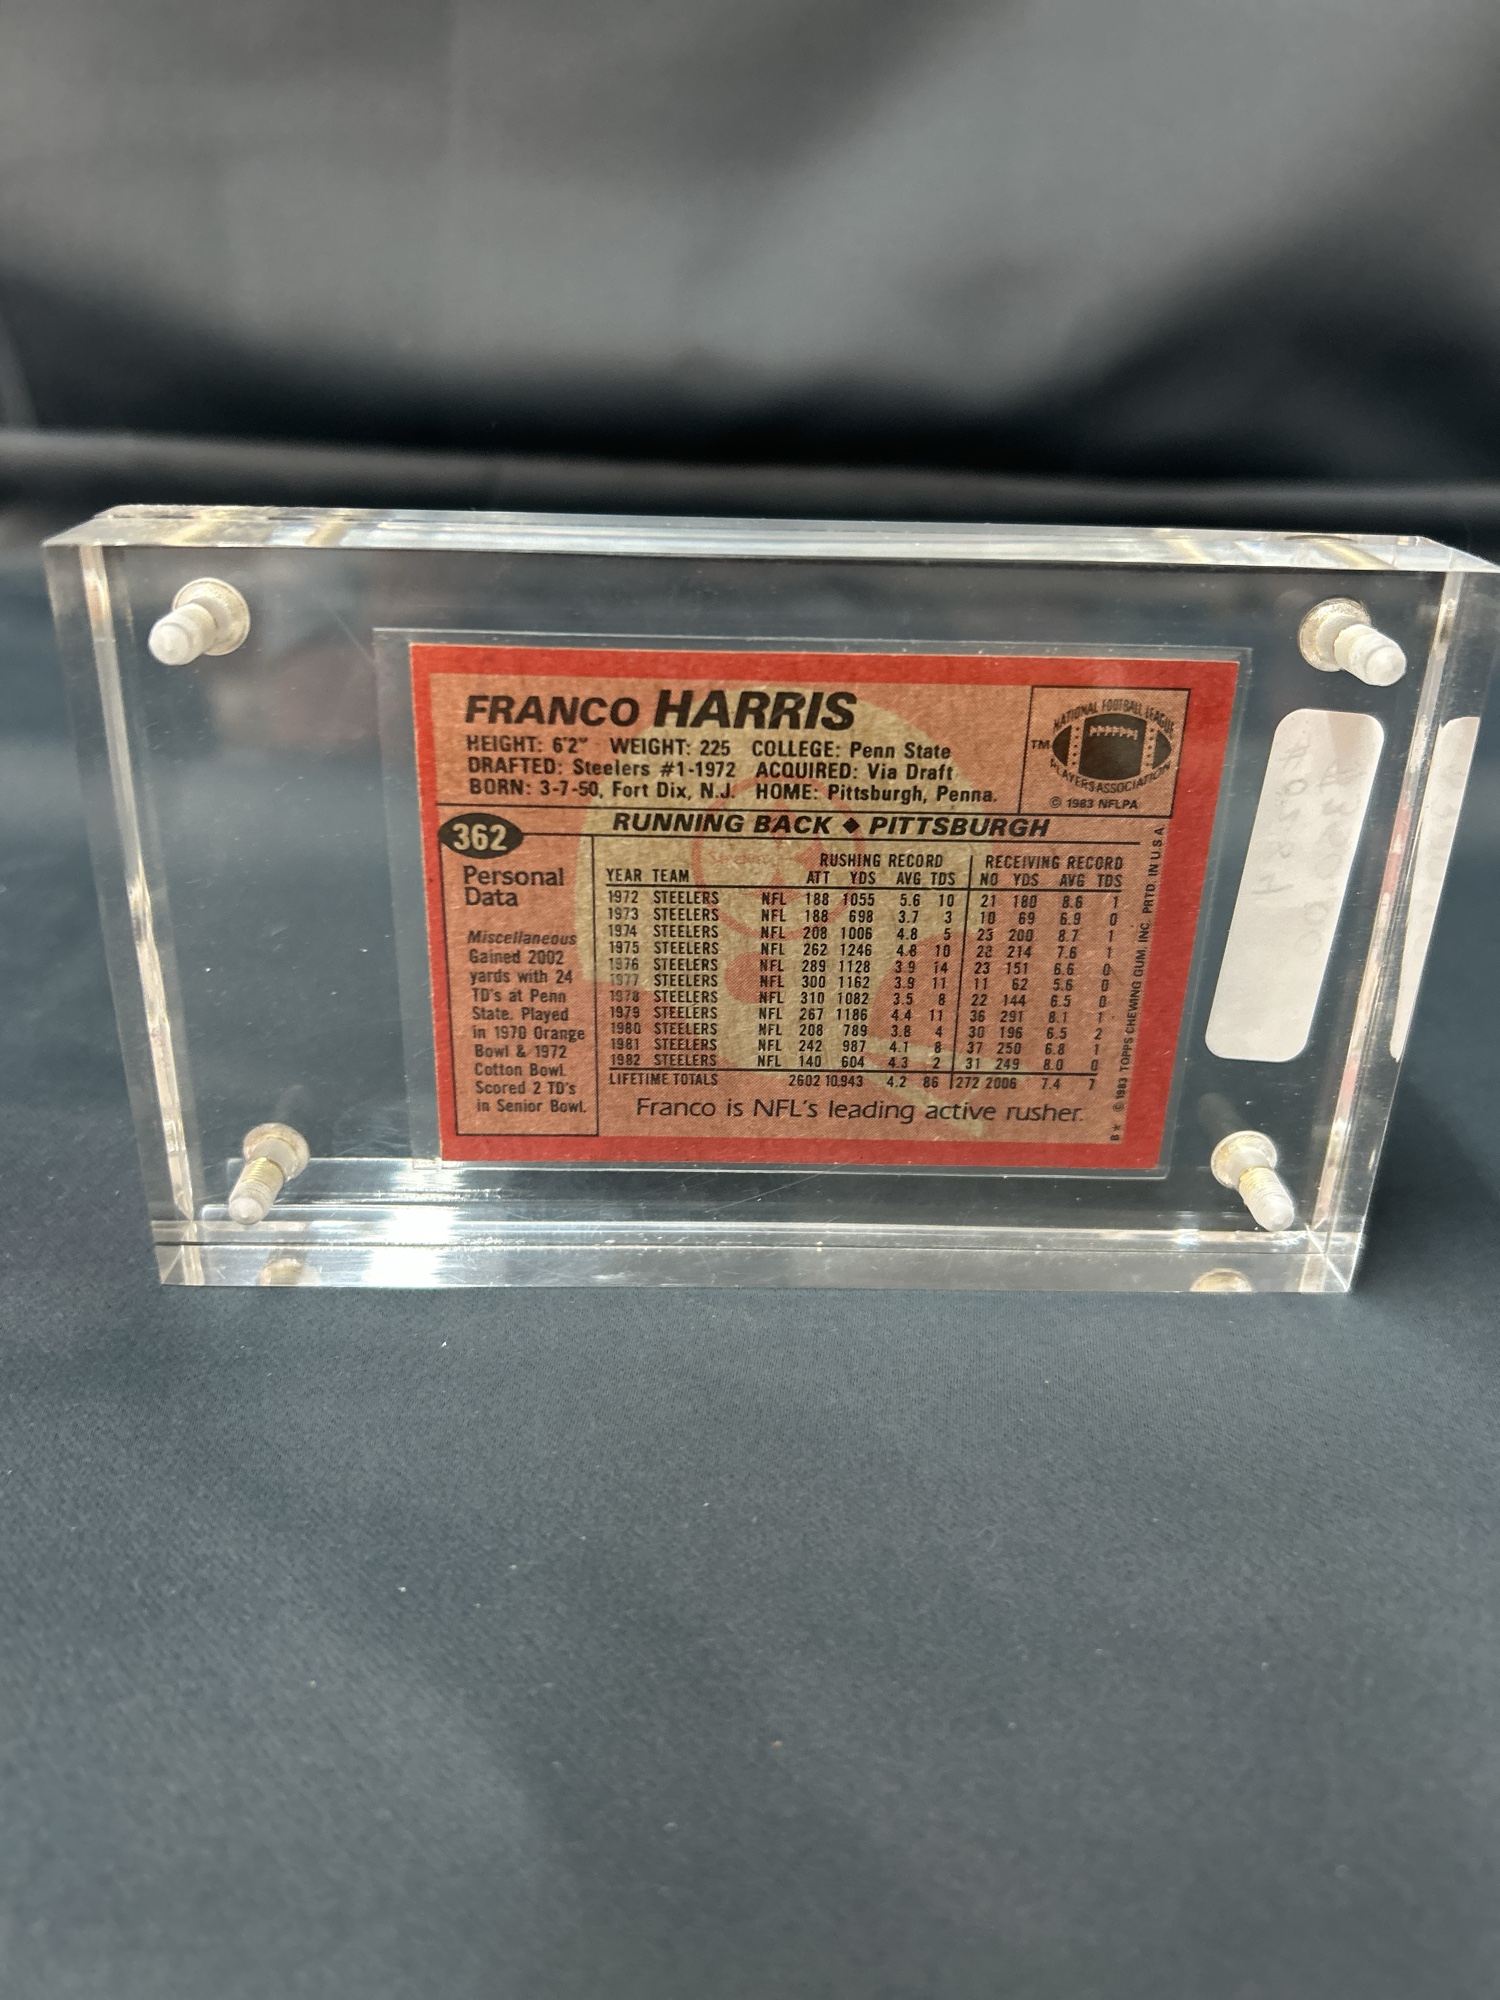 FRANCO HARRIS
HEIGHT: 6'2" WEIGHT: 225 COLLEGE: Penn State
DRAFTED: Steelers #1-1972 ACQUIRED: Via Draft
BORN: 3-7-50, Fort Dix, N.J. HOME: Pittsburgh, Penna.
NATIONAL FOOTBALL LEAGUE
PLAYERS ASSOCIATION
TM
© 1983 NFLPA
362
RUNNING BACK ◆ PITTSBURGH
Personal
Data
Miscellaneous
Gained 2002
yards with 24
TD's at Penn
State. Played
in 1970 Orange
Bowl & 1972
Cotton Bowl.
Scored 2 TD's
in Senior Bowl.
RUSHING RECORD RECEIVING RECORD
YEAR TEAM ATT YDS AVG TDS NO YDS AVG TDS
1972 STEELERS NFL 188 1055 5.6 10 21 180 8.6 1
1973 STEELERS NFL 188 698 3.7 3 10 69 6.9 0
1974 STEELERS NFL 208 1006 4.8 5 23 200 8.7 1
1975 STEELERS NFL 262 1246 4.8 10 28 214 7.6 1
1976 STEELERS NFL 289 1128 3.9 14 23 151 6.6 0
1977 STEELERS NFL 300 1162 3.9 11 11 62 5.6 0
1978 STEELERS NFL 310 1082 3.5 8 22 144 6.5 0
1979 STEELERS NFL 267 1186 4.4 11 36 291 8.1 1
1980 STEELERS NFL 208 789 3.8 4 30 196 6.5 2
1981 STEELERS NFL 242 987 4.1 8 37 250 6.8 1
1982 STEELERS NFL 140 604 4.3 2 31 249 8.0 0
LIFETIME TOTALS 2602 10,943 4.2 86 272 2006 7.4 7
Franco is NFL's leading active rusher.
B* © 1983 TOPPS CHEWING GUM, INC. PRTD. IN U.S.A.
Steelers